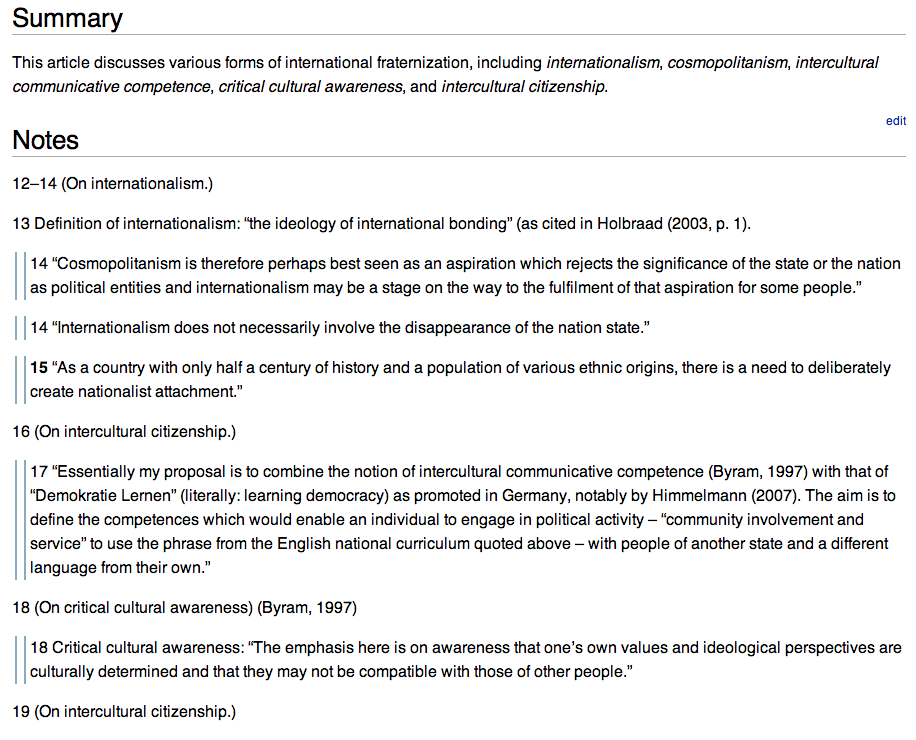 Summary
This article discusses various forms of international fraternization, including internationalism, cosmopolitanism, intercultural
communicative competence, critical cultural awareness, and intercultural citizenship.
edit
Notes
12–14 (On internationalism.)
13 Definition of internationalism: “the ideology of international bonding” (as cited in Holbraad (2003, p. 1).
14 “Cosmopolitanism is therefore perhaps best seen as an aspiration which rejects the significance of the state or the nation
as political entities and internationalism may be a stage on the way to the fulfilment of that aspiration for some people.”
14 “Internationalism does not necessarily involve the disappearance of the nation state.”
15 “As a country with only half a century of history and a population of various ethnic origins, there is a need to deliberately
create nationalist attachment.”
16 (On intercultural citizenship.)
17 “Essentially my proposal is to combine the notion of intercultural communicative competence (Byram, 1997) with that of
“Demokratie Lernen” (literally: learning democracy) as promoted in Germany, notably by Himmelmann (2007). The aim is to
define the competences which would enable an individual to engage in political activity – “community involvement and
service” to use the phrase from the English national curriculum quoted above – with people of another state and a different
language from their own.”
18 (On critical cultural awareness) (Byram, 1997)
18 Critical cultural awareness: “The emphasis here is on awareness that one’s own values and ideological perspectives are
culturally determined and that they may not be compatible with those of other people.”
19 (On intercultural citizenship.)